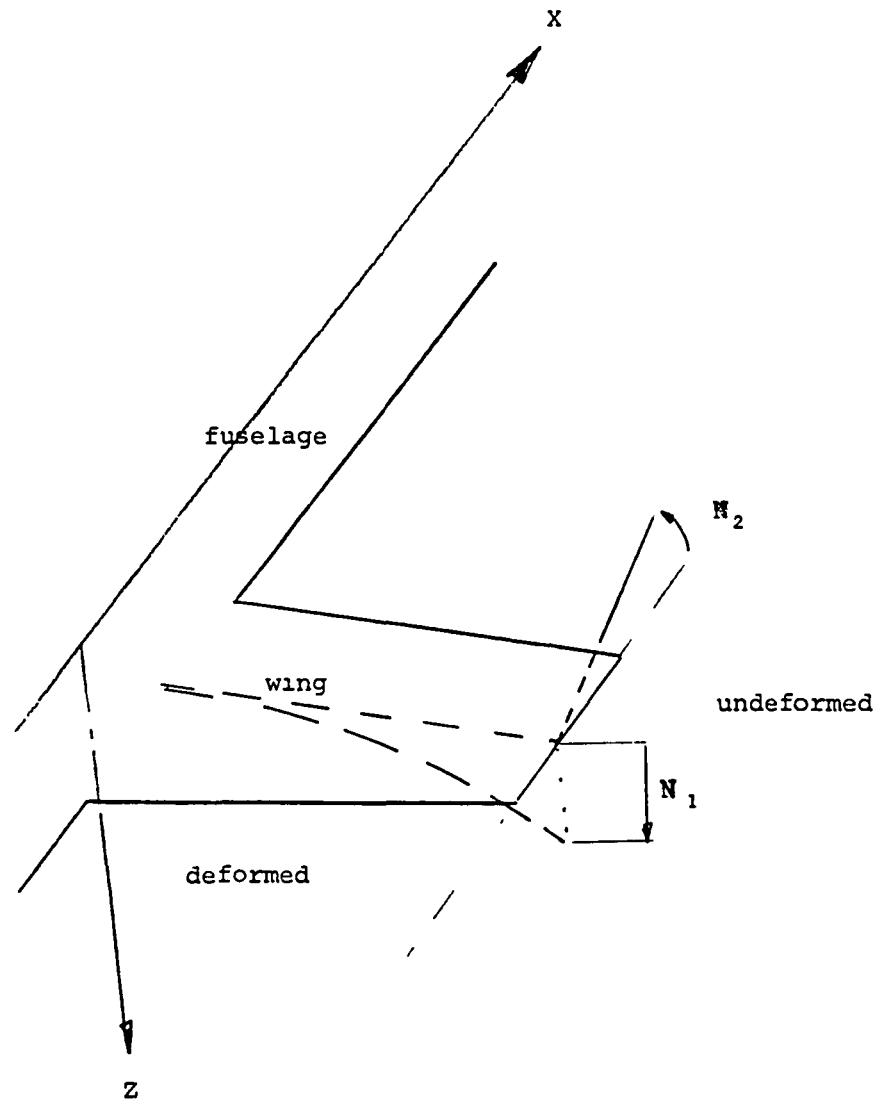 X
fuselage
N₂
wing
undeformed
N₁
deformed
Z